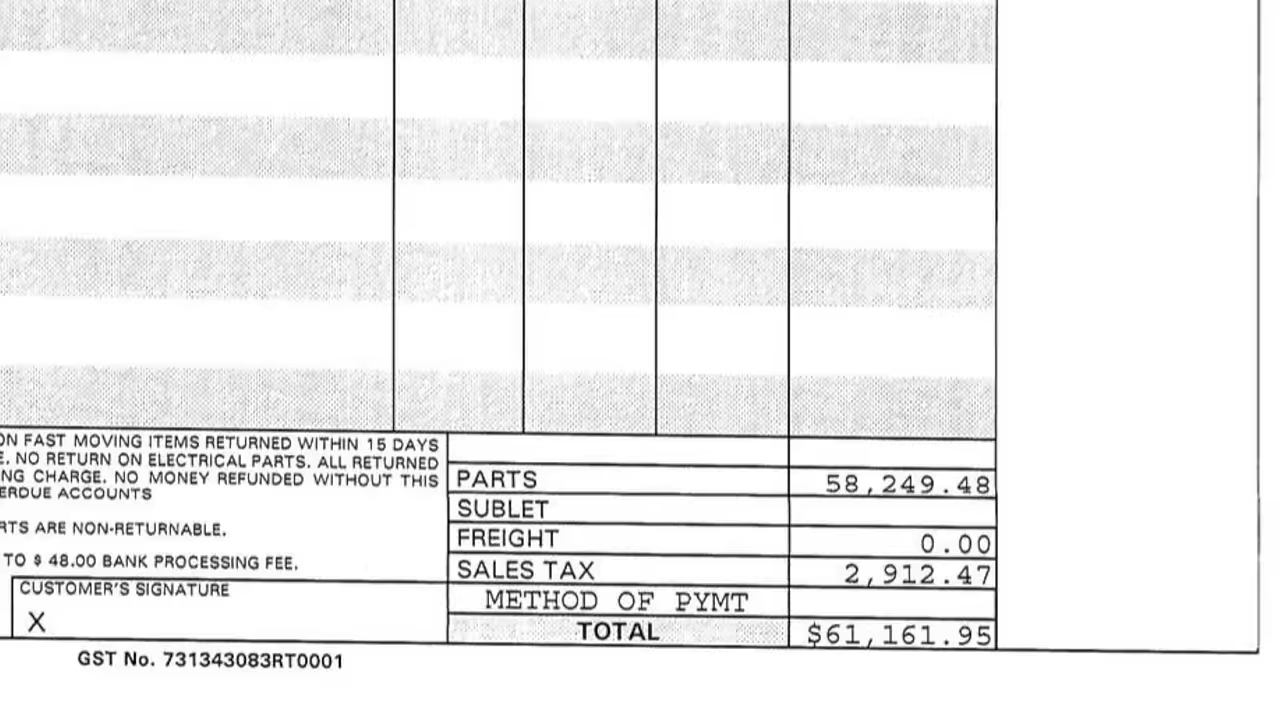 ON FAST MOVING ITEMS RETURNED WITHIN 15 DAYS
E. NO RETURN ON ELECTRICAL PARTS. ALL RETURNED
NG CHARGE. NO MONEY REFUNDED WITHOUT THIS
ERDUE ACCOUNTS
RTS ARE NON-RETURNABLE.
TO $ 48.00 BANK PROCESSING FEE.
CUSTOMER'S SIGNATURE
X
PARTS 58,249.48
SUBLET
FREIGHT 0.00
SALES TAX 2,912.47
METHOD OF PYMT
TOTAL $61,161.95
GST No. 731343083RT0001